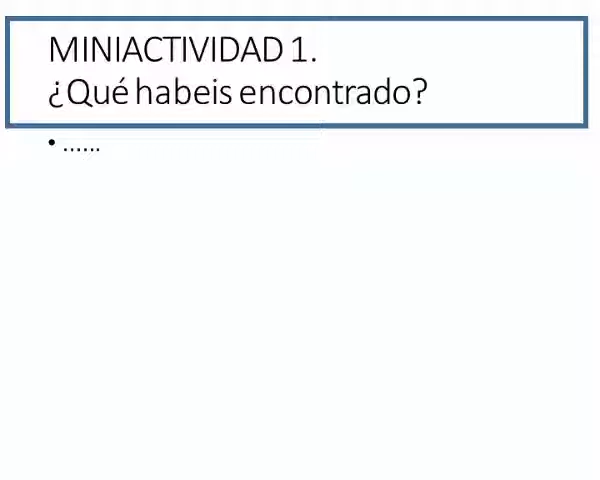 MINIACTIVIDAD 1.
¿Qué habeis encontrado?
• ......